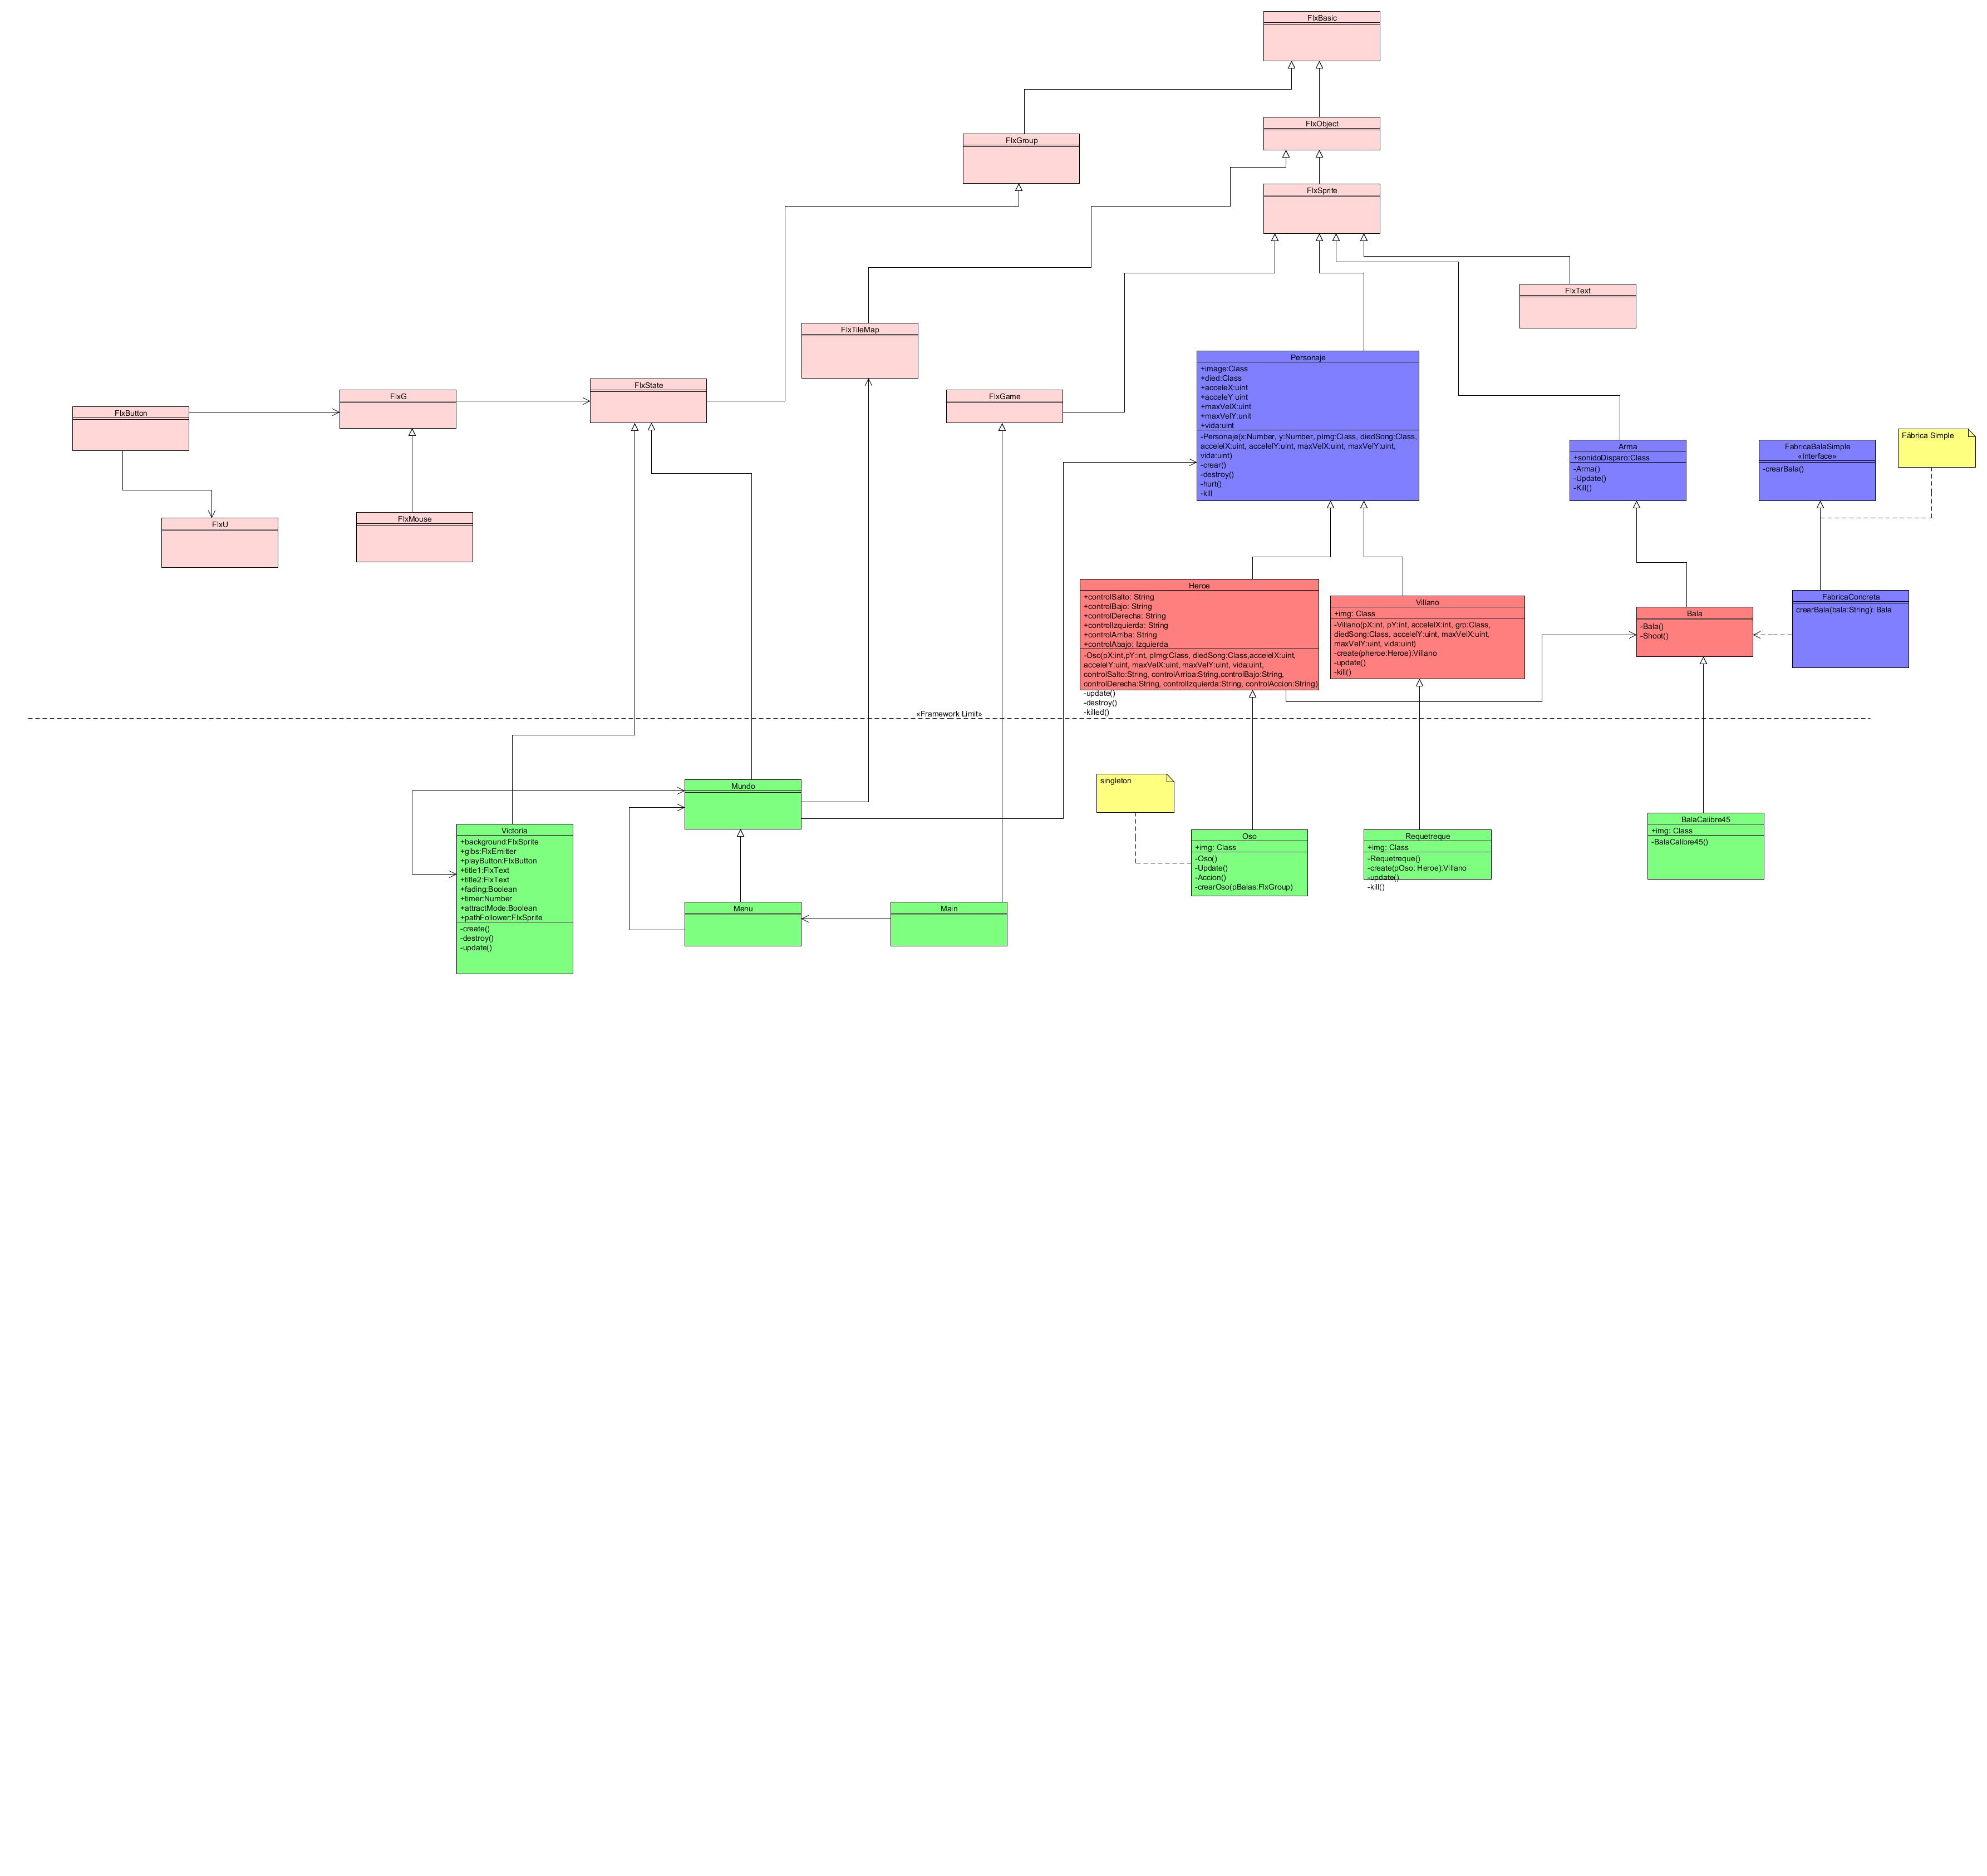 FlxBasic
FlxObject
FlxGroup
FlxSprite
FlxText
FlxTileMap
FlxState
FlxG
FlxGame
FlxButton
FlxU
FlxMouse
Personaje
+image:Class
+died:Class
+acceleX:uint
+acceleY uint
+maxVelX:uint
+maxVelY:unit
+vida:uint
-Personaje(x:Number, y:Number, pImg:Class, diedSong:Class,
accelelX:uint, accelelY:uint, maxVelX:uint, maxVelY:uint,
vida:uint)
-crear()
-destroy()
-hurt()
-kill
Arma
+sonidoDisparo:Class
-Arma()
-Update()
-Kill()
FabricaBalaSimple
«Interface»
-crearBala()
Fábrica Simple
Heroe
+controlSalto: String
+controlBajo: String
+controlDerecha: String
+controlIzquierda: String
+controlArriba: String
+controlAbajo: Izquierda
-Oso(pX:int,pY:int, pImg:Class, diedSong:Class,accelelX:uint,
accelelY:uint, maxVelX:uint, maxVelY:uint, vida:uint,
controlSalto:String, controlArriba:String,controlBajo:String,
controlDerecha:String, controlIzquierda:String, controlAccion:String)
-update()
-destroy()
-killed()
Villano
+img: Class
-Villano(pX:int, pY:int, accelelX:int, grp:Class,
diedSong:Class, accelelY:uint, maxVelX:uint,
maxVelY:uint, vida:uint)
-create(pheroe:Heroe):Villano
-update()
-kill()
Bala
-Bala()
-Shoot()
FabricaConcreta
crearBala(bala:String): Bala
«Framework Limit»
Mundo
singleton
Victoria
+background:FlxSprite
+gibs:FlxEmitter
+playButton:FlxButton
+title1:FlxText
+title2:FlxText
+fading:Boolean
+timer:Number
+attractMode:Boolean
+pathFollower:FlxSprite
-create()
-destroy()
-update()
Menu
Main
Oso
+img: Class
-Oso()
-Update()
-Accion()
-crearOso(pBalas:FlxGroup)
Requetreque
+img: Class
-Requetreque()
-create(pOso: Heroe):Villano
-update()
-kill()
BalaCalibre45
+img: Class
-BalaCalibre45()